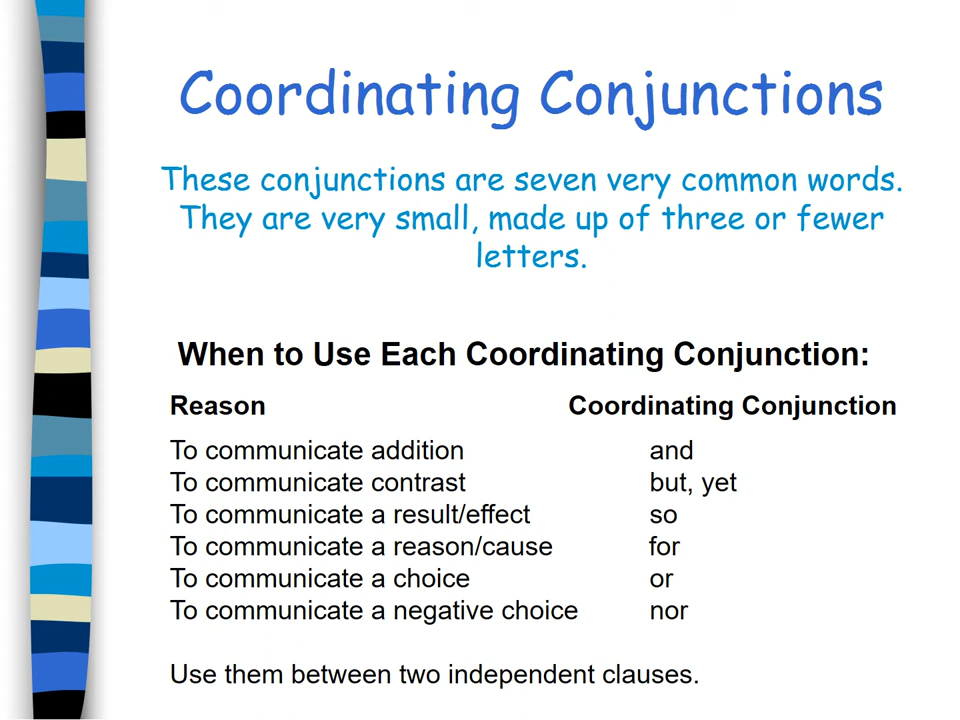 Coordinating Conjunctions
These conjunctions are seven very common words.
They are very small, made up of three or fewer
letters.
When to Use Each Coordinating Conjunction:
Reason Coordinating Conjunction
To communicate addition and
To communicate contrast but, yet
To communicate a result/effect so
To communicate a reason/cause for
To communicate a choice or
To communicate a negative choice nor
Use them between two independent clauses.